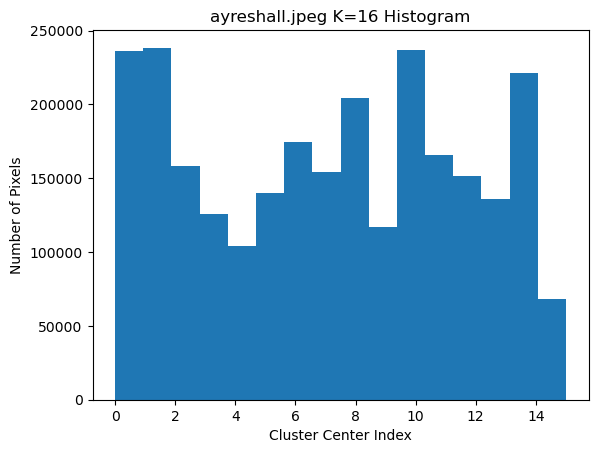 ayreshall.jpeg K=16 Histogram
250000
200000
150000
100000
50000
0
Number of Pixels
0 2 4 6 8 10 12 14
Cluster Center Index